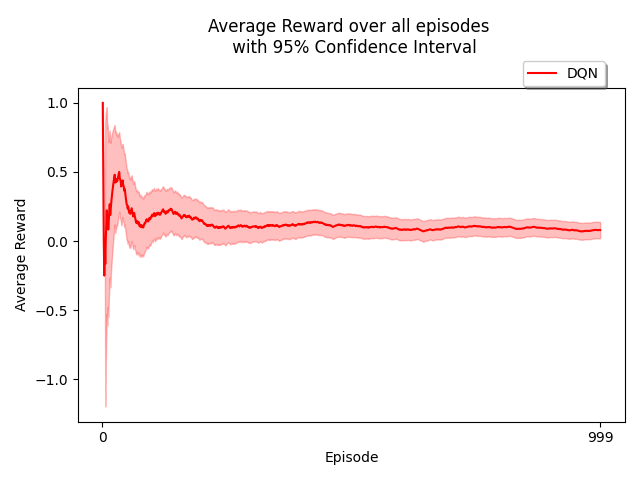 Average Reward over all episodes
with 95% Confidence Interval
DQN
1.0
0.5
0.0
−0.5
−1.0
Average Reward
0
999
Episode